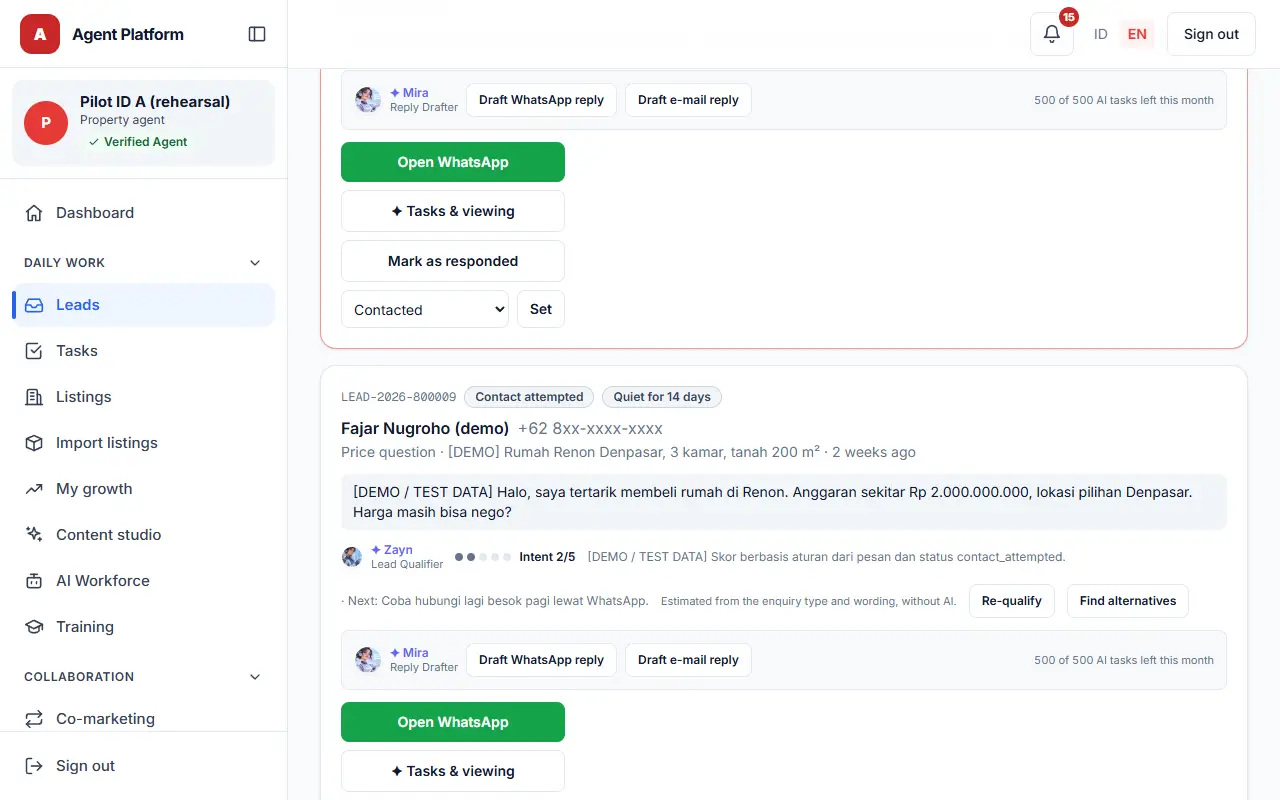 A Agent Platform
15
ID EN Sign out
P
Pilot ID A (rehearsal)
Property agent
✓ Verified Agent
Dashboard
DAILY WORK
Leads
Tasks
Listings
Import listings
My growth
Content studio
AI Workforce
Training
COLLABORATION
Co-marketing
Sign out
✦ Mira
Reply Drafter
Draft WhatsApp reply
Draft e-mail reply
500 of 500 AI tasks left this month
Open WhatsApp
✦ Tasks & viewing
Mark as responded
Contacted
Set
LEAD-2026-800009 Contact attempted Quiet for 14 days
Fajar Nugroho (demo) +62 8xx-xxxx-xxxx
Price question · [DEMO] Rumah Renon Denpasar, 3 kamar, tanah 200 m² · 2 weeks ago
[DEMO / TEST DATA] Halo, saya tertarik membeli rumah di Renon. Anggaran sekitar Rp 2.000.000.000, lokasi pilihan Denpasar.
Harga masih bisa nego?
✦ Zayn
Lead Qualifier
Intent 2/5 [DEMO / TEST DATA] Skor berbasis aturan dari pesan dan status contact_attempted.
· Next: Coba hubungi lagi besok pagi lewat WhatsApp. Estimated from the enquiry type and wording, without AI. Re-qualify Find alternatives
✦ Mira
Reply Drafter
Draft WhatsApp reply
Draft e-mail reply
500 of 500 AI tasks left this month
Open WhatsApp
✦ Tasks & viewing